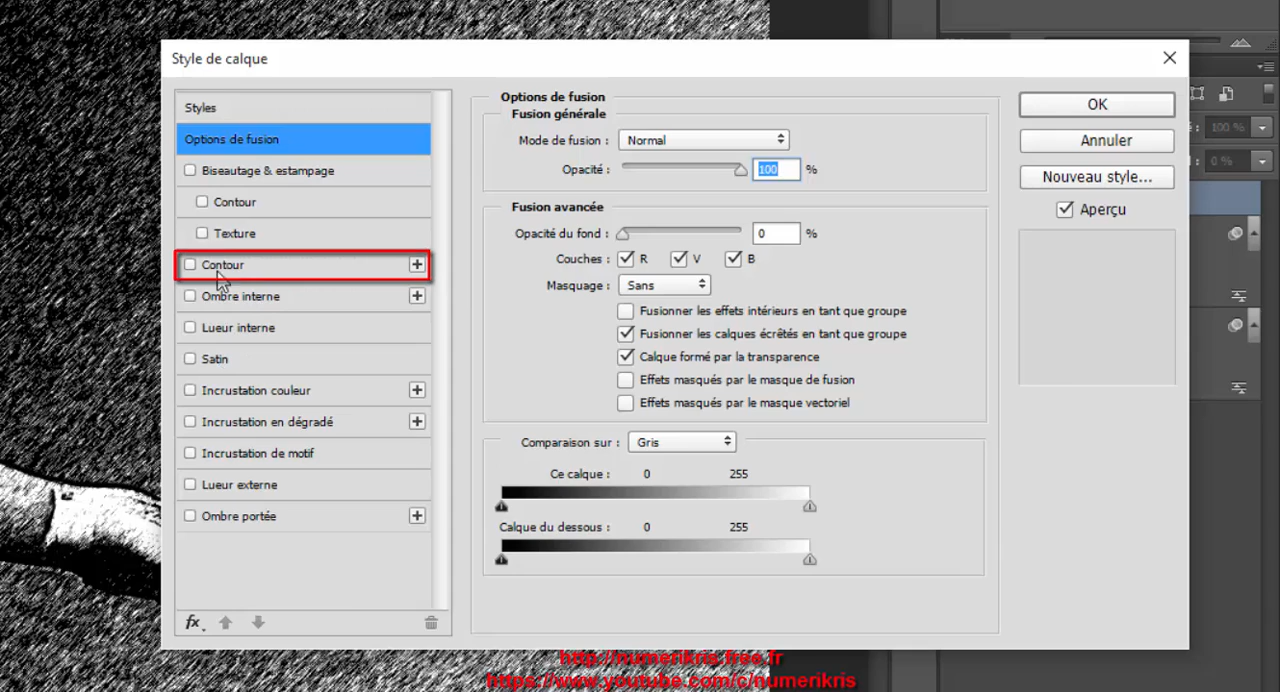 Style de calque
Styles
Options de fusion
Biseautage & estampage
Contour
Texture
Contour
Ombre interne
Lueur interne
Satin
Incrustation couleur
Incrustation en dégradé
Incrustation de motif
Lueur externe
Ombre portée
fx
Options de fusion
Fusion générale
Mode de fusion : Normal
Opacité : 100 %
Fusion avancée
Opacité du fond : 0 %
Couches : R V B
Masquage : Sans
Fusionner les effets intérieurs en tant que groupe
Fusionner les calques écrêtés en tant que groupe
Calque formé par la transparence
Effets masqués par le masque de fusion
Effets masqués par le masque vectoriel
Comparaison sur : Gris
Ce calque : 0 255
Calque du dessous : 0 255
OK
Annuler
Nouveau style...
Aperçu
100 %
0 %
http://numerikris.free.fr
https://www.youtube.com/c/numerikris